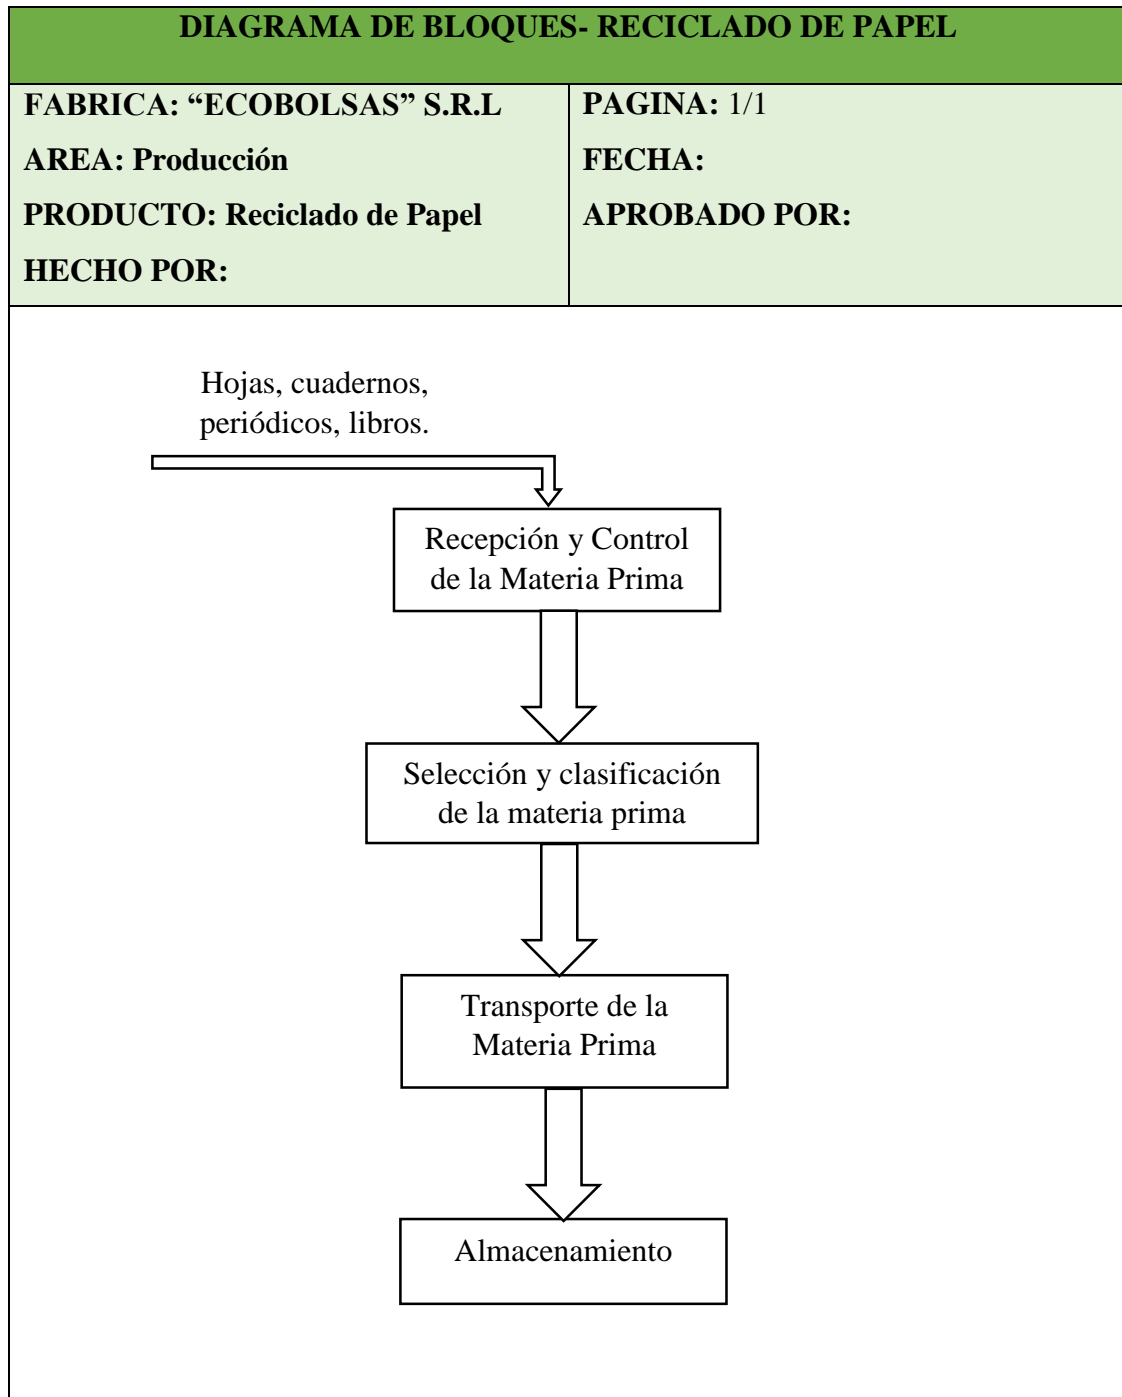 DIAGRAMA DE BLOQUES- RECICLADO DE PAPEL
FABRICA: “ECOBOLSAS” S.R.L
AREA: Producción
PRODUCTO: Reciclado de Papel
HECHO POR:
PAGINA: 1/1
FECHA:
APROBADO POR:
Hojas, cuadernos,
periódicos, libros.
Recepción y Control
de la Materia Prima
Selección y clasificación
de la materia prima
Transporte de la
Materia Prima
Almacenamiento